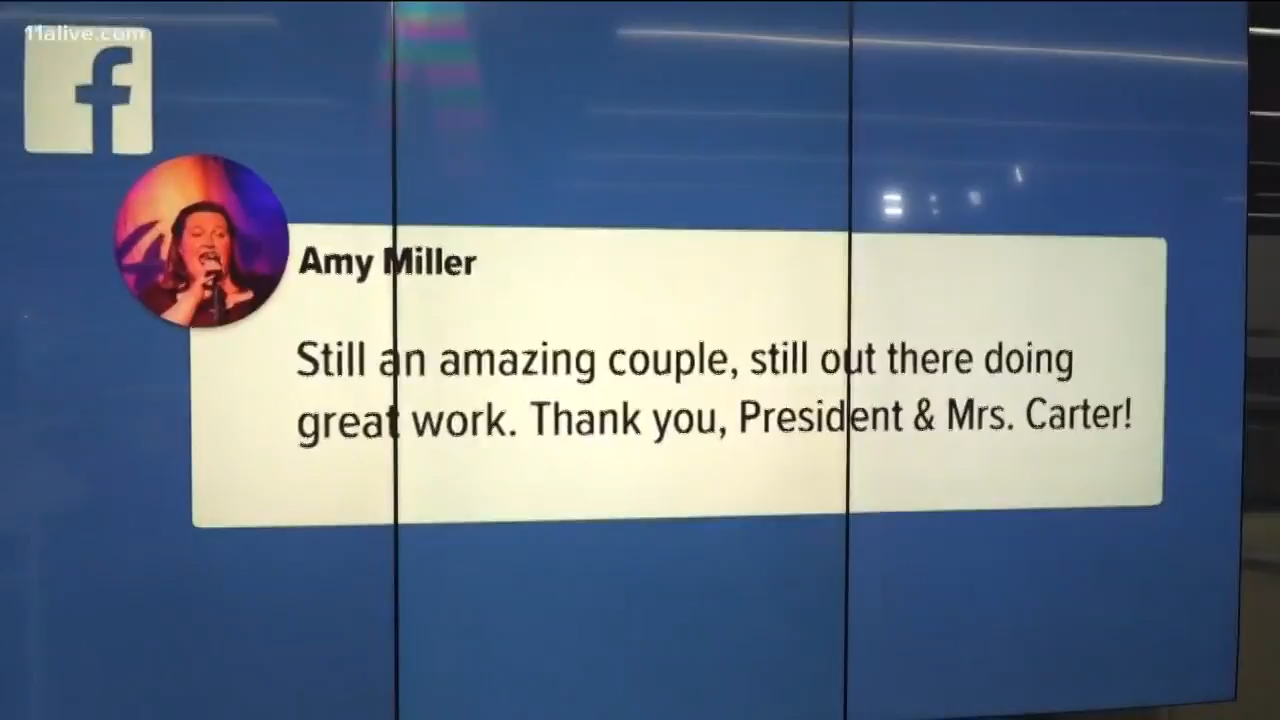 11alive.com
f
Amy Miller
Still an amazing couple, still out there doing
great work. Thank you, President & Mrs. Carter!